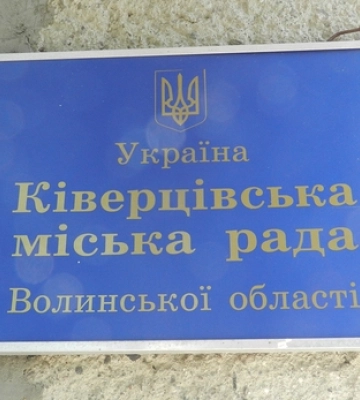 Україна
Ківерцівська
міська рада
Волинської області